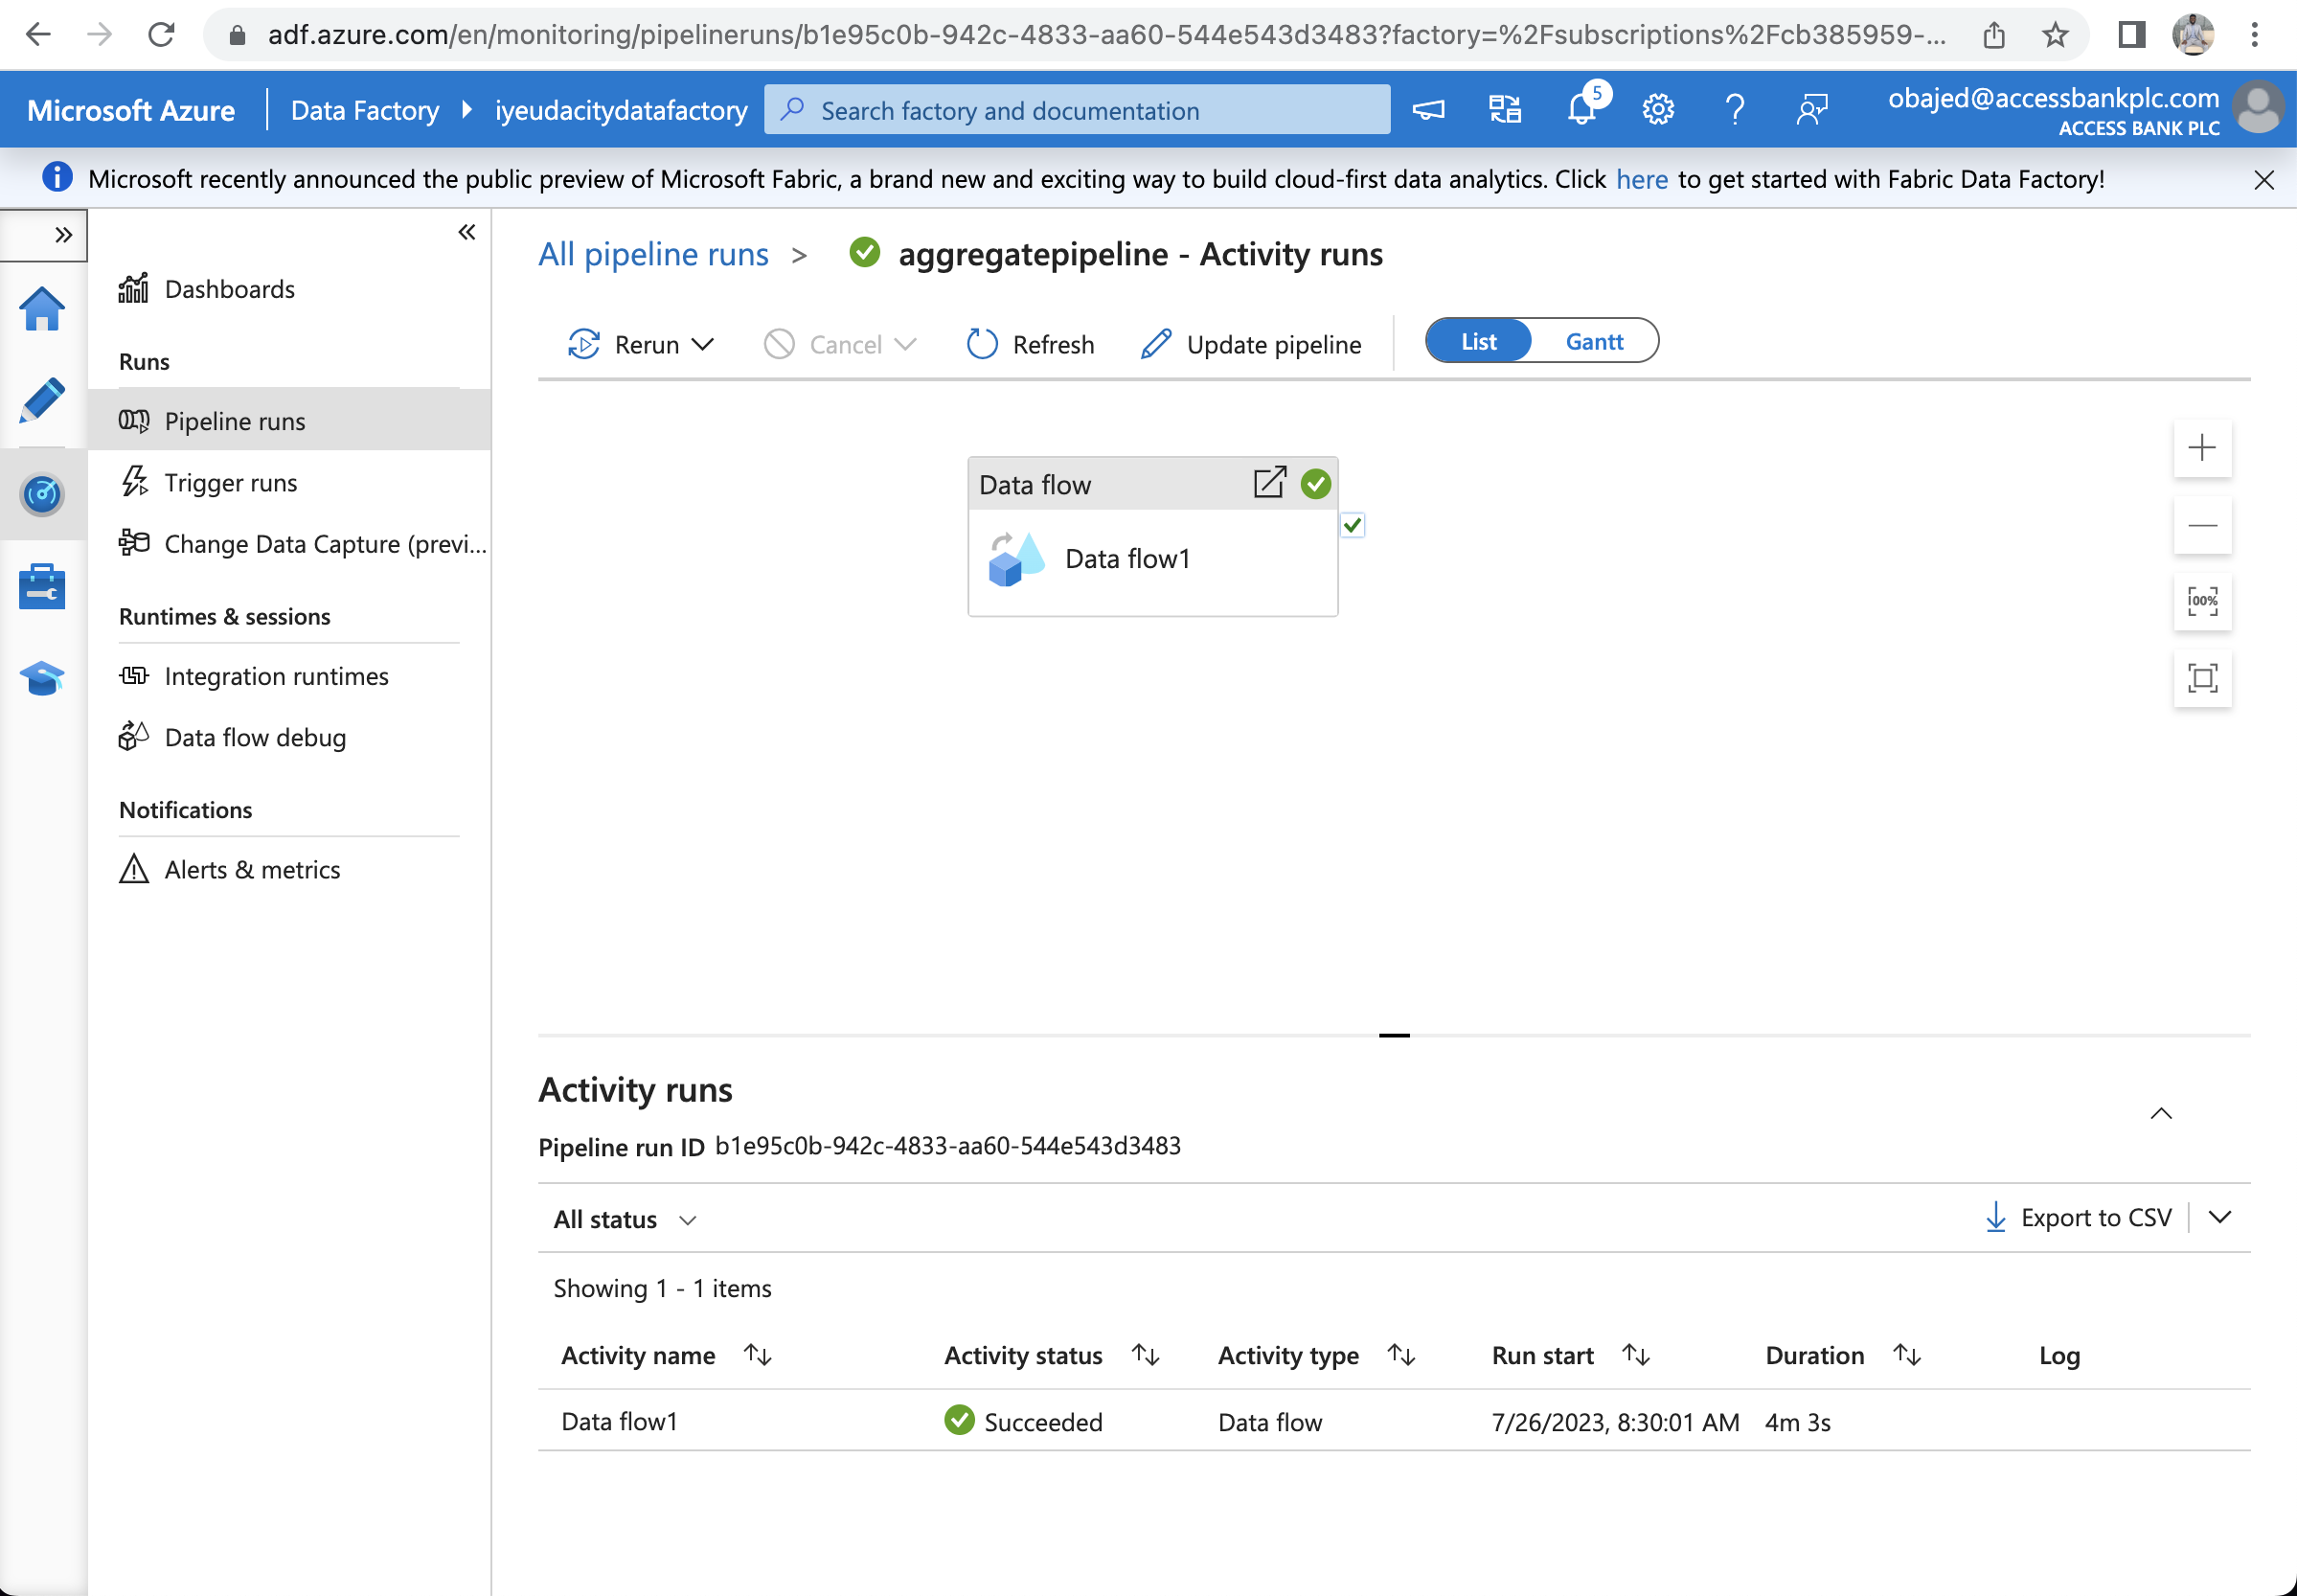 adf.azure.com/en/monitoring/pipelineruns/b1e95c0b-942c-4833-aa60-544e543d3483?factory=%2Fsubscriptions%2Fcb385959-...
Microsoft Azure
Data Factory
iyeudacitydatafactory
Search factory and documentation
5
obajed@accessbankplc.com
ACCESS BANK PLC
Microsoft recently announced the public preview of Microsoft Fabric, a brand new and exciting way to build cloud-first data analytics. Click here to get started with Fabric Data Factory!
Dashboards
Runs
Pipeline runs
Trigger runs
Change Data Capture (previ...
Runtimes & sessions
Integration runtimes
Data flow debug
Notifications
Alerts & metrics
All pipeline runs > aggregatepipeline - Activity runs
Rerun
Cancel
Refresh
Update pipeline
List
Gantt
Data flow
Data flow1
100%
Activity runs
Pipeline run ID b1e95c0b-942c-4833-aa60-544e543d3483
All status
Export to CSV
Showing 1 - 1 items
Activity name Activity status Activity type Run start Duration Log
Data flow1 Succeeded Data flow 7/26/2023, 8:30:01 AM 4m 3s